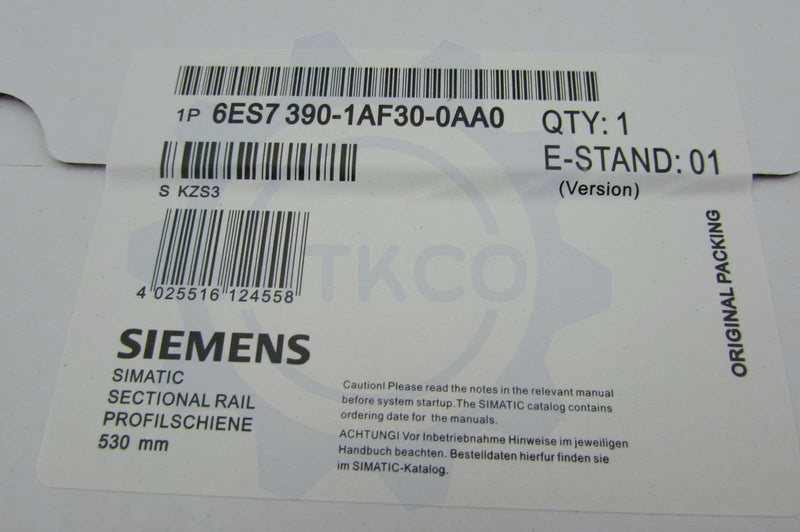 1P 6ES7 390-1AF30-0AA0
QTY: 1
E-STAND: 01
(Version)
S KZS3
4 025516 124558
TKCO
ORIGINAL PACKING
SIEMENS
SIMATIC
SECTIONAL RAIL
PROFILSCHIENE
530 mm
Caution! Please read the notes in the relevant manual
before system startup.The SIMATIC catalog contains
ordering date for the manuals.
ACHTUNG! Vor Inbetriebnahme Hinweise im jeweiligen
Handbuch beachten. Bestelldaten hierfur finden sie
im SIMATIC-Katalog.